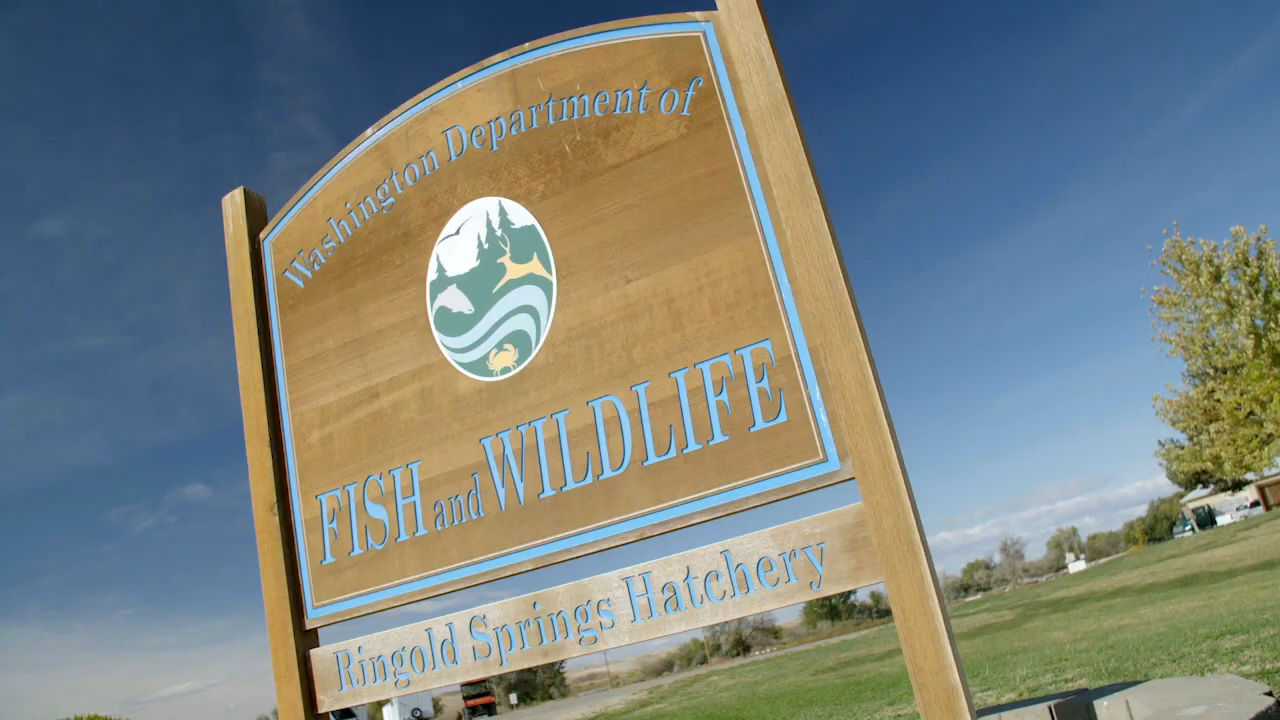 Washington Department of
FISH and WILDLIFE
Ringold Springs Hatchery